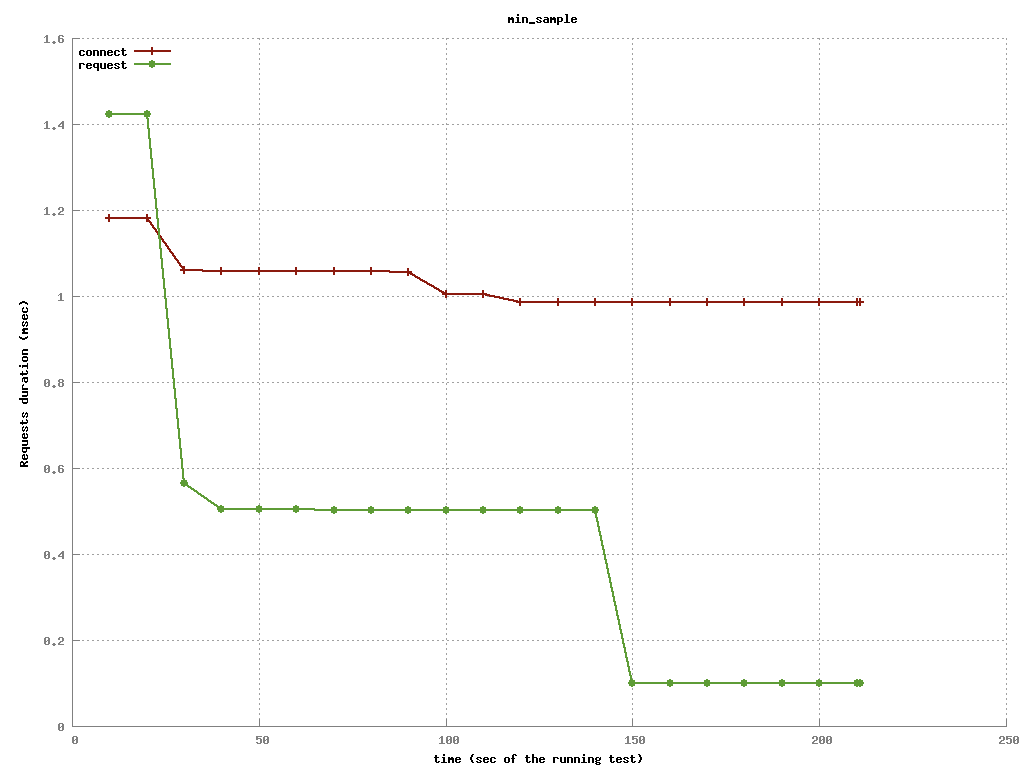 min_sample
connect
request
1.6
1.4
1.2
1
0.8
0.6
0.4
0.2
0
Requests duration (msec)
0 50 100 150 200 250
time (sec of the running test)